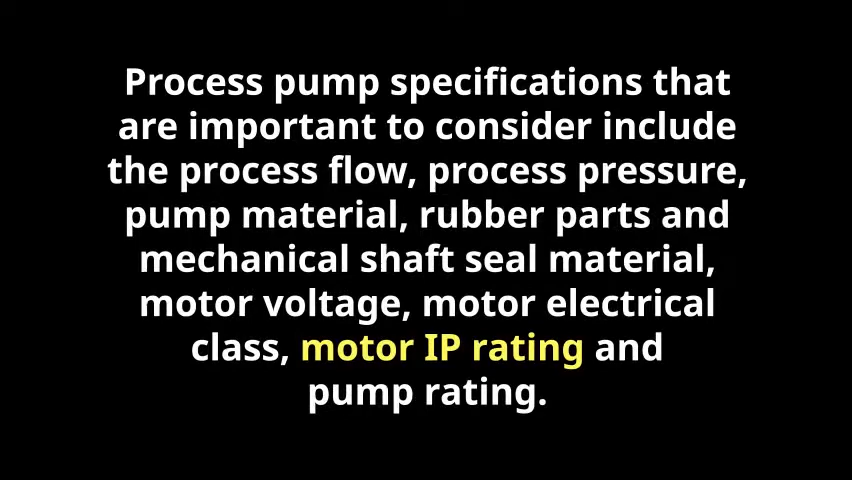 Process pump specifications that
are important to consider include
the process flow, process pressure,
pump material, rubber parts and
mechanical shaft seal material,
motor voltage, motor electrical
class, motor IP rating and
pump rating.